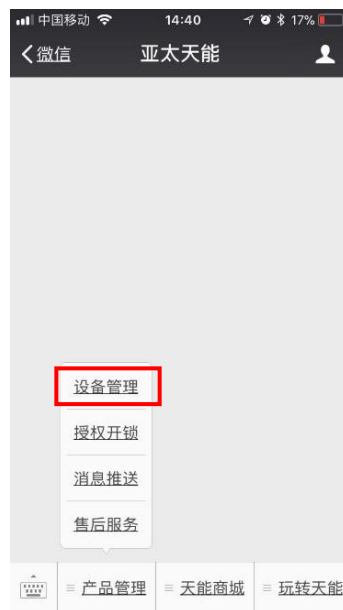 中国移动 14:40 17%
微信 亚太天能
设备管理
授权开锁
消息推送
售后服务
产品管理 天能商城 玩转天能